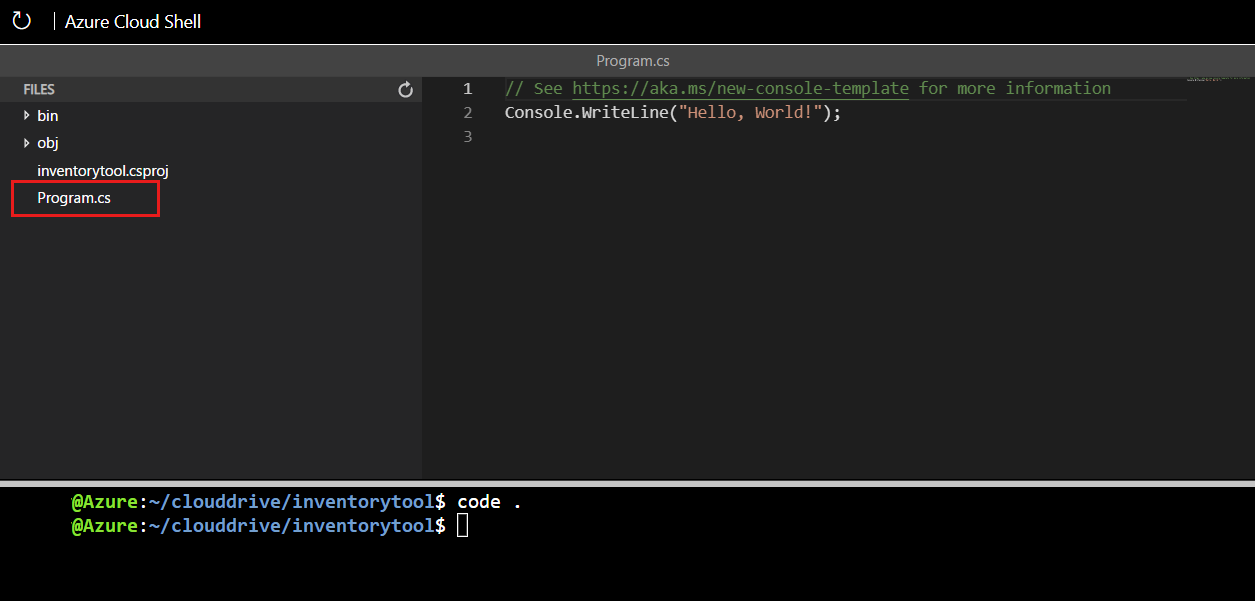 Azure Cloud Shell
Program.cs
FILES
bin
obj
inventorytool.csproj
Program.cs
1 // See https://aka.ms/new-console-template for more information
2 Console.WriteLine("Hello, World!");
3
@Azure:~/clouddrive/inventorytool$ code .
@Azure:~/clouddrive/inventorytool$